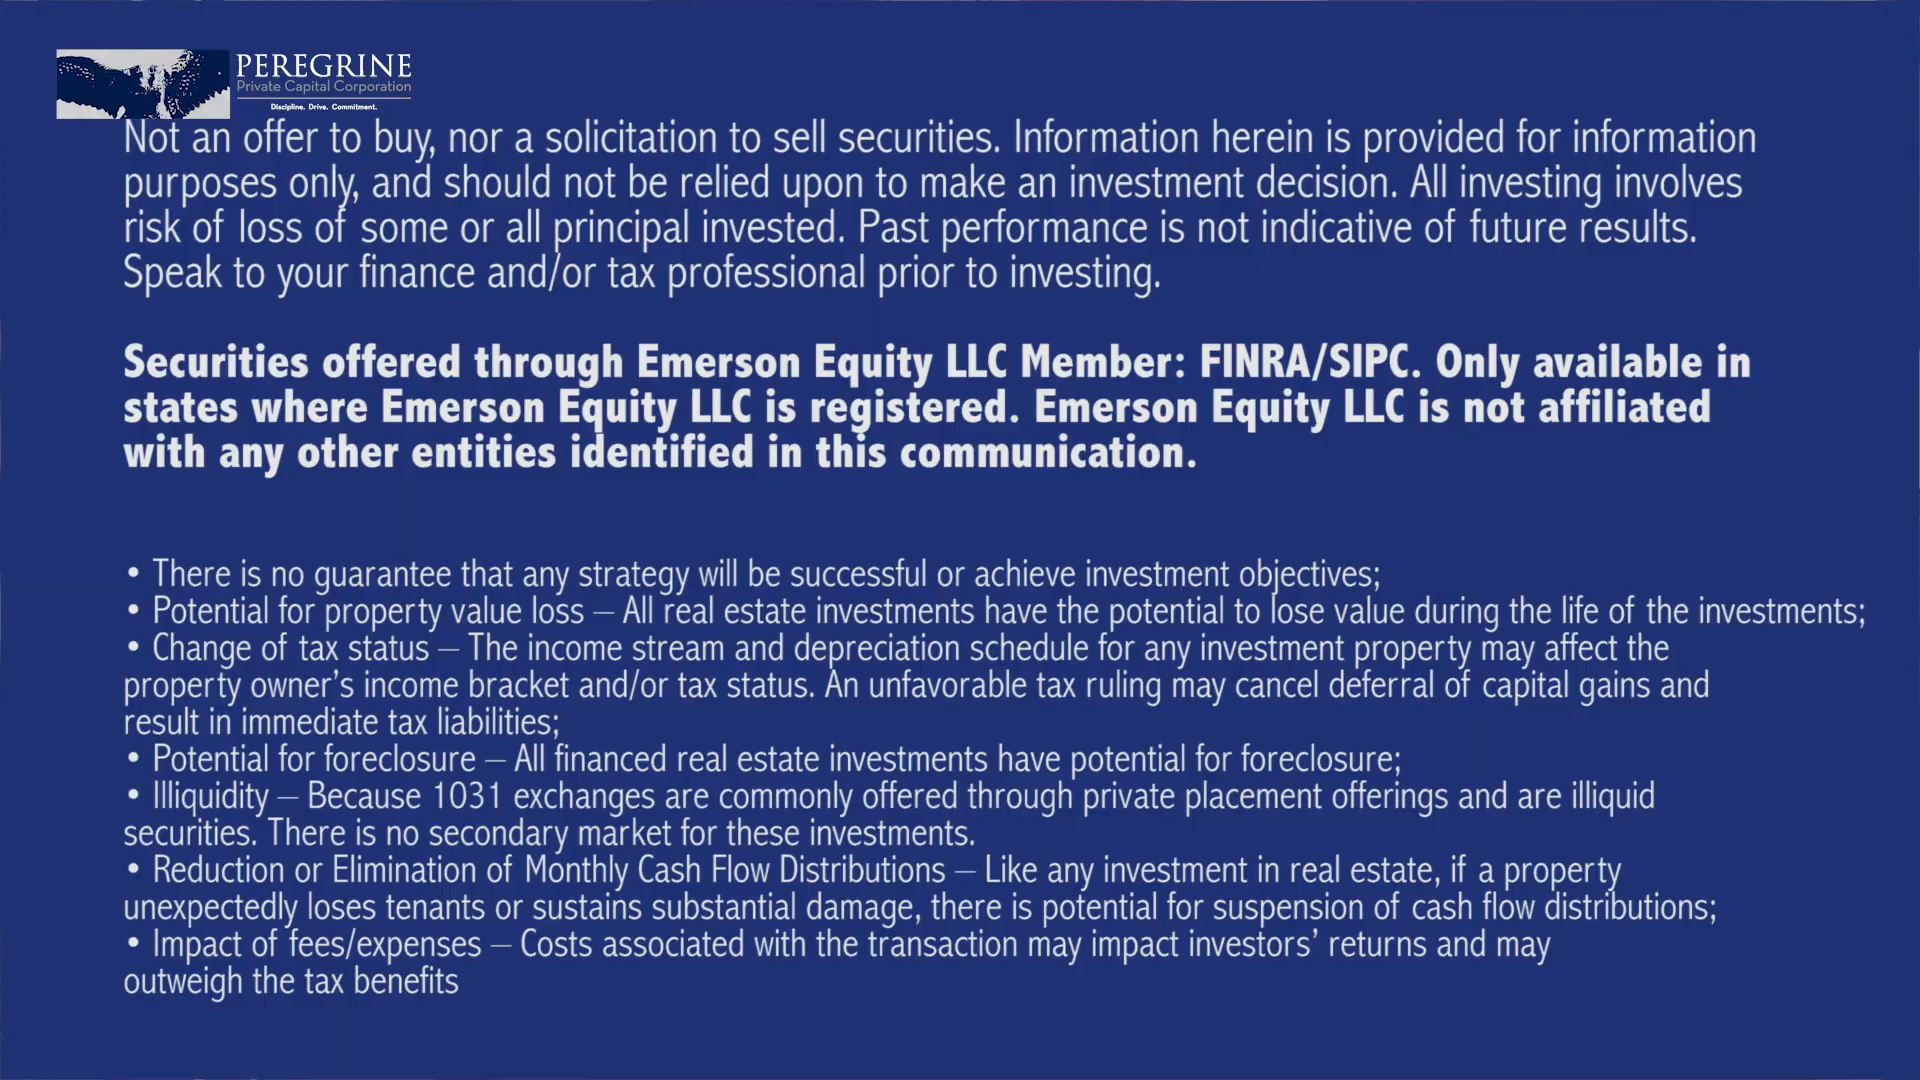 PEREGRINE
Private Capital Corporation
Discipline. Drive. Commitment.
Not an offer to buy, nor a solicitation to sell securities. Information herein is provided for information
purposes only, and should not be relied upon to make an investment decision. All investing involves
risk of loss of some or all principal invested. Past performance is not indicative of future results.
Speak to your finance and/or tax professional prior to investing.
Securities offered through Emerson Equity LLC Member: FINRA/SIPC. Only available in
states where Emerson Equity LLC is registered. Emerson Equity LLC is not affiliated
with any other entities identified in this communication.
• There is no guarantee that any strategy will be successful or achieve investment objectives;
• Potential for property value loss – All real estate investments have the potential to lose value during the life of the investments;
• Change of tax status – The income stream and depreciation schedule for any investment property may affect the
property owner’s income bracket and/or tax status. An unfavorable tax ruling may cancel deferral of capital gains and
result in immediate tax liabilities;
• Potential for foreclosure – All financed real estate investments have potential for foreclosure;
• Illiquidity – Because 1031 exchanges are commonly offered through private placement offerings and are illiquid
securities. There is no secondary market for these investments.
• Reduction or Elimination of Monthly Cash Flow Distributions – Like any investment in real estate, if a property
unexpectedly loses tenants or sustains substantial damage, there is potential for suspension of cash flow distributions;
• Impact of fees/expenses – Costs associated with the transaction may impact investors’ returns and may
outweigh the tax benefits